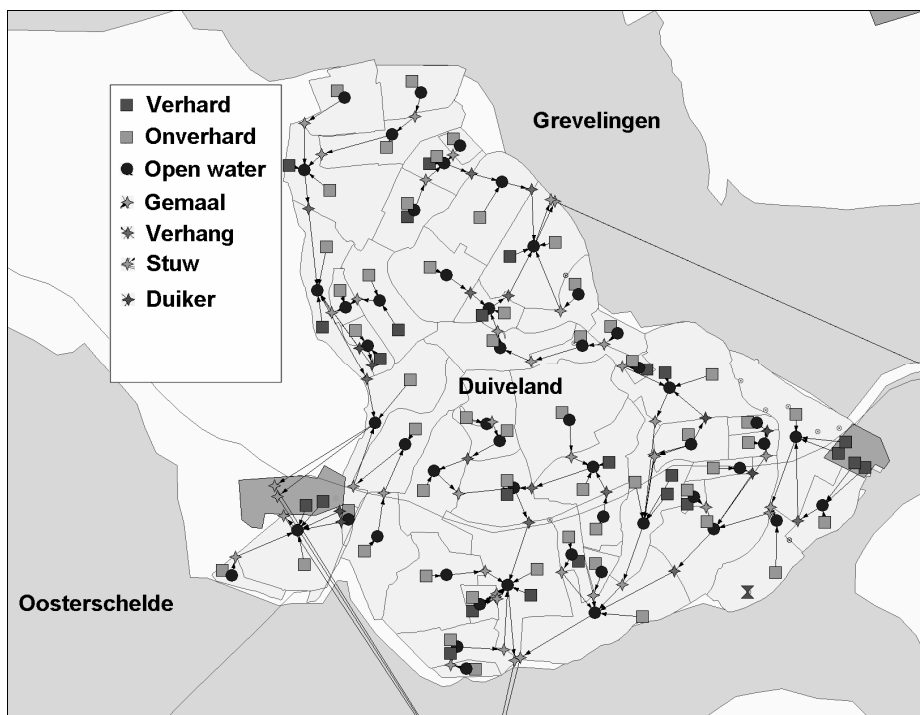 Grevelingen
Verhard
Onverhard
Open water
Gemaal
Verhang
Stuw
Duiker
Duiveland
Oosterschelde